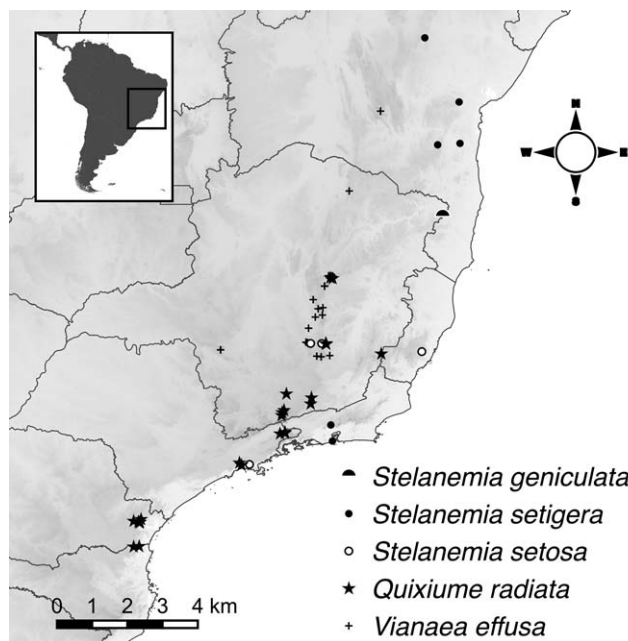 N
W
S
Stelanemia geniculata
Stelanemia setigera
Stelanemia setosa
Quixiume radiata
Vianaea effusa
0 1 2 3 4 km